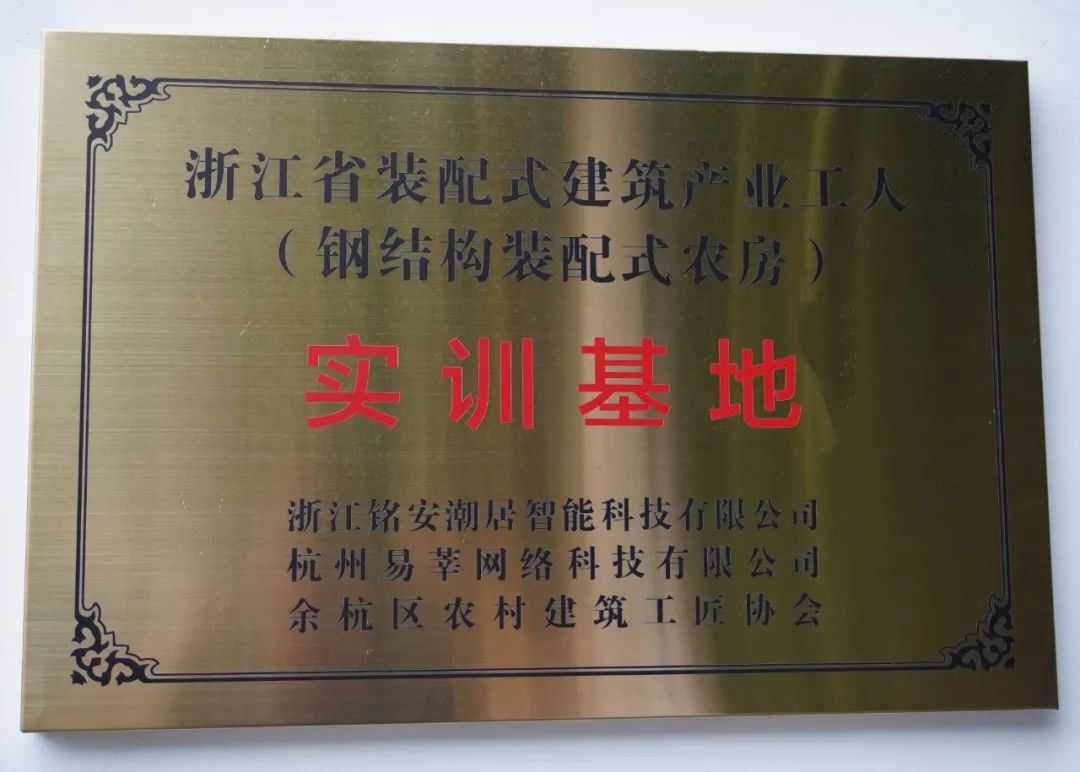 浙江省装配式建筑产业工人
（钢结构装配式农房）
实训基地
浙江铭安潮居智能科技有限公司
杭州易莘网络科技有限公司
余杭区农村建筑工匠协会